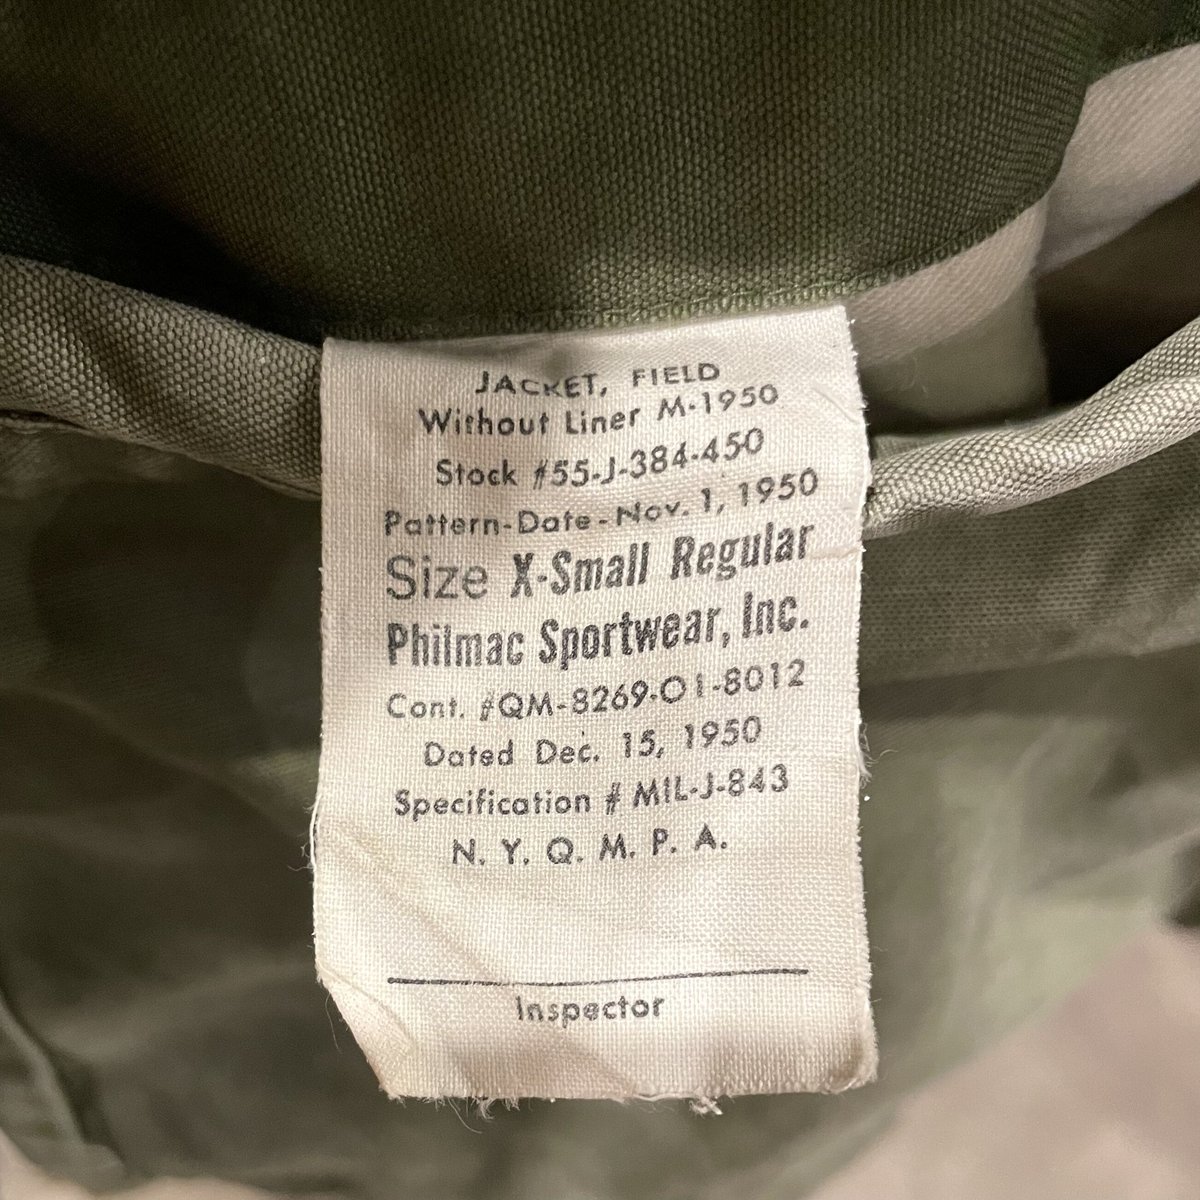 JACKET, FIELD
Without Liner M-1950
Stock #55-J-384-450
Pattern-Date-Nov. 1, 1950
Size X-Small Regular
Philmac Sportwear, Inc.
Cont. #QM-8269-O1-8012
Dated Dec. 15, 1950
Specification # MIL-J-843
N. Y. Q. M. P. A.
Inspector